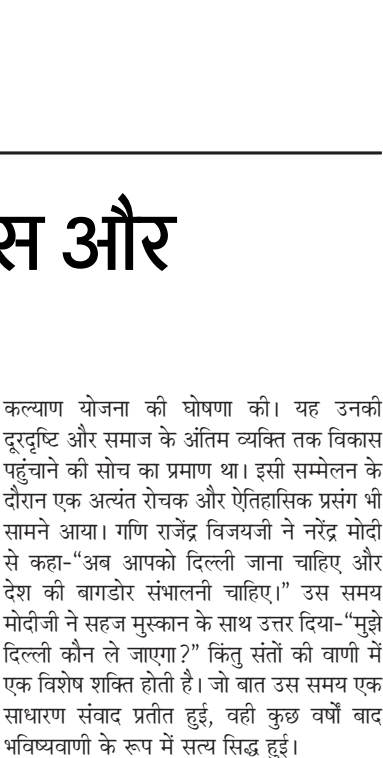 स और
कल्याण योजना की घोषणा की। यह उनकी
दूरदृष्टि और समाज के अंतिम व्यक्ति तक विकास
पहुंचाने की सोच का प्रमाण था। इसी सम्मेलन के
दौरान एक अत्यंत रोचक और ऐतिहासिक प्रसंग भी
सामने आया। गणि राजेंद्र विजयजी ने नरेंद्र मोदी
से कहा-“अब आपको दिल्ली जाना चाहिए और
देश की बागडोर संभालनी चाहिए।” उस समय
मोदीजी ने सहज मुस्कान के साथ उत्तर दिया-“मुझे
दिल्ली कौन ले जाएगा?” किंतु संतों की वाणी में
एक विशेष शक्ति होती है। जो बात उस समय एक
साधारण संवाद प्रतीत हुई, वही कुछ वर्षों बाद
भविष्यवाणी के रूप में सत्य सिद्ध हुई।